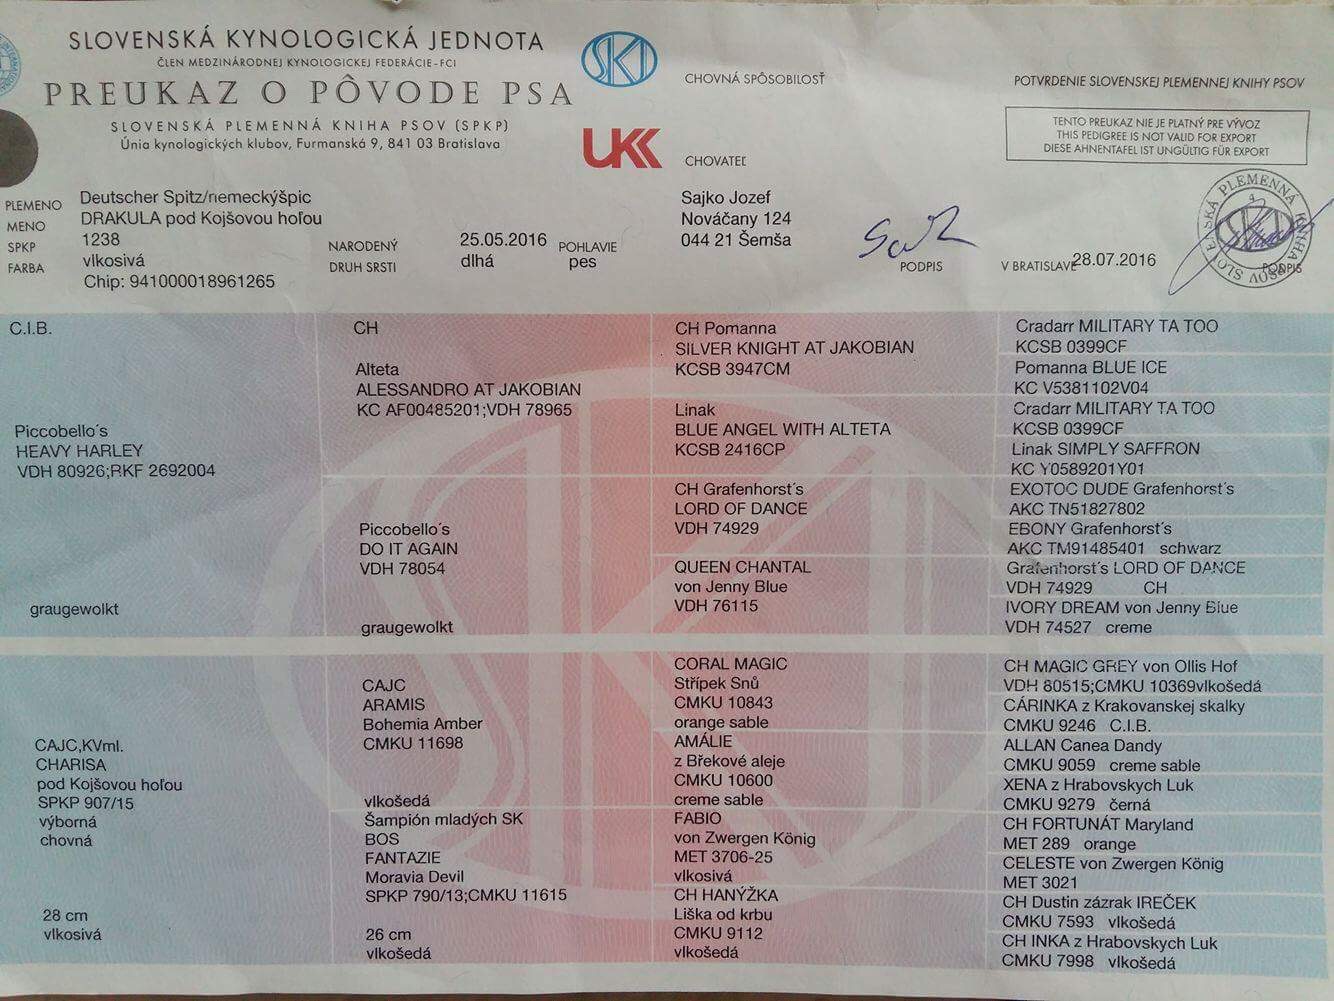 SLOVENSKÁ KYNOLOGICKÁ JEDNOTA
ČLEN MEDZINÁRODNEJ KYNOLOGICKEJ FEDERÁCIE-FCI
PREUKAZ O PÔVODE PSA
SLOVENSKÁ PLEMENNÁ KNIHA PSOV (SPKP)
Únia kynologických klubov, Furmanská 9, 841 03 Bratislava
SKJ
UKK
CHOVNÁ SPÔSOBILOSŤ
CHOVATEĽ
POTVRDENIE SLOVENSKEJ PLEMENNEJ KNIHY PSOV
TENTO PREUKAZ NIE JE PLATNÝ PRE VÝVOZ
THIS PEDIGREE IS NOT VALID FOR EXPORT
DIESE AHNENTAFEL IST UNGÜLTIG FÜR EXPORT
PLEMENO Deutscher Spitz/nemeckýšpic
MENO DRAKULA pod Kojšovou hoľou
SPKP 1238
FARBA vlkosivá
Chip: 941000018961265
NARODENÝ 25.05.2016 POHLAVIE
DRUH SRSTI dlhá pes
Sajko Jozef
Nováčany 124
044 21 Šemša
PODPIS
V BRATISLAVE 28.07.2016
PODPIS
SLOVENSKÁ PLEMENNÁ KNIHA PSOV
C.I.B.
Piccobello´s
HEAVY HARLEY
VDH 80926;RKF 2692004
graugewolkt
CH
Alteta
ALESSANDRO AT JAKOBIAN
KC AF00485201;VDH 78965
Piccobello´s
DO IT AGAIN
VDH 78054
graugewolkt
CH Pomanna
SILVER KNIGHT AT JAKOBIAN
KCSB 3947CM
Linak
BLUE ANGEL WITH ALTETA
KCSB 2416CP
CH Grafenhorst´s
LORD OF DANCE
VDH 74929
QUEEN CHANTAL
von Jenny Blue
VDH 76115
Cradarr MILITARY TA TOO
KCSB 0399CF
Pomanna BLUE ICE
KC V5381102V04
Cradarr MILITARY TA TOO
KCSB 0399CF
Linak SIMPLY SAFFRON
KC Y0589201Y01
EXOTOC DUDE Grafenhorst´s
AKC TN51827802
EBONY Grafenhorst´s
AKC TM91485401 schwarz
Grafenhorst´s LORD OF DANCE
VDH 74929 CH
IVORY DREAM von Jenny Blue
VDH 74527 creme
CAJC,KVml.
CHARISA
pod Kojšovou hoľou
SPKP 907/15
výborná
chovná
28 cm
vlkosivá
CAJC
ARAMIS
Bohemia Amber
CMKU 11698
vlkošedá
Šampión mladých SK
BOS
FANTAZIE
Moravia Devil
SPKP 790/13;CMKU 11615
26 cm
vlkošedá
CORAL MAGIC
Střípek Snů
CMKU 10843
orange sable
AMÁLIE
z Břekové aleje
CMKU 10600
creme sable
FABIO
von Zwergen König
MET 3706-25
vlkosivá
CH HANÝŽKA
Liška od krbu
CMKU 9112
vlkošedá
CH MAGIC GREY von Ollis Hof
VDH 80515;CMKU 10369vlkošedá
CÁRINKA z Krakovanskej skalky
CMKU 9246 C.I.B.
ALLAN Canea Dandy
CMKU 9059 creme sable
XENA z Hrabovskych Luk
CMKU 9279 černá
CH FORTUNÁT Maryland
MET 289 orange
CELESTE von Zwergen König
MET 3021
CH Dustin zázrak IREČEK
CMKU 7593 vlkošedá
CH INKA z Hrabovskych Luk
CMKU 7998 vlkošedá